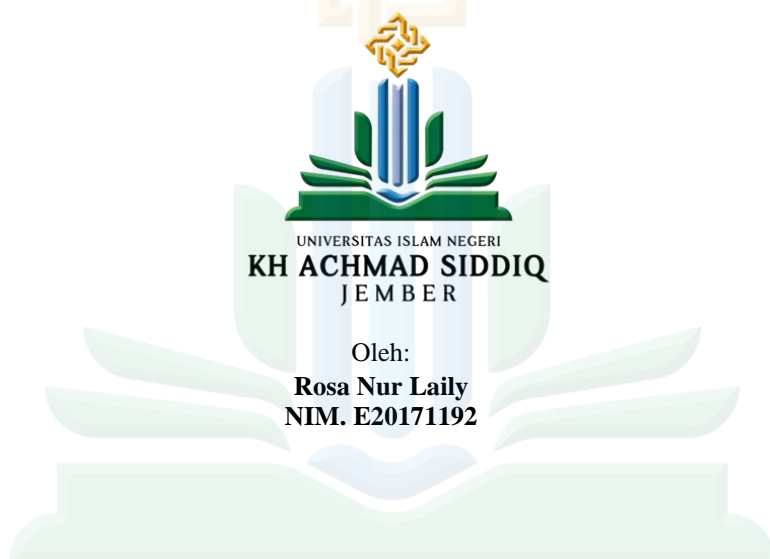 UNIVERSITAS ISLAM NEGERI
KH ACHMAD SIDDIQ
JEMBER
Oleh:
Rosa Nur Laily
NIM. E20171192